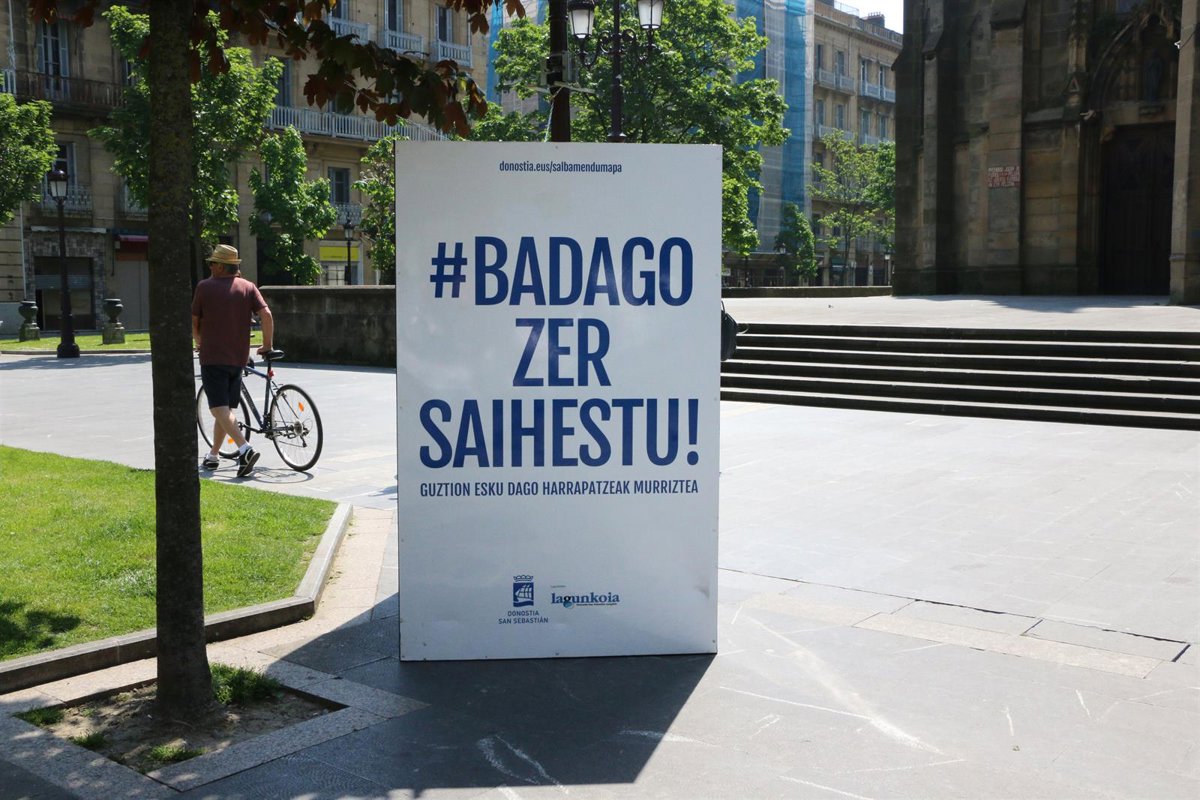 donostia.eus/salbamendumapa
#BADAGO
ZER
SAIHESTU!
GUZTION ESKU DAGO HARRAPATZEAK MURRIZTEA
DONOSTIA
SAN SEBASTIÁN
lagunkoia